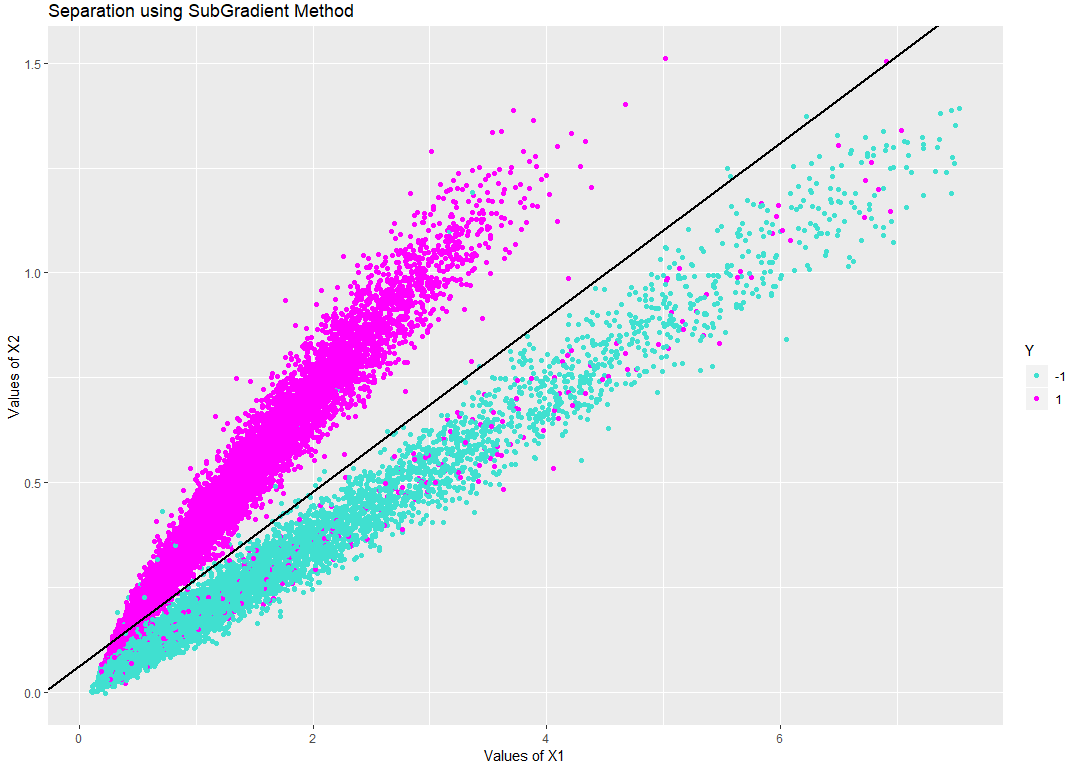 Separation using SubGradient Method
1.5
1.0
0.5
0.0
Values of X2
0
2
4
6
Values of X1
Y
-1
1